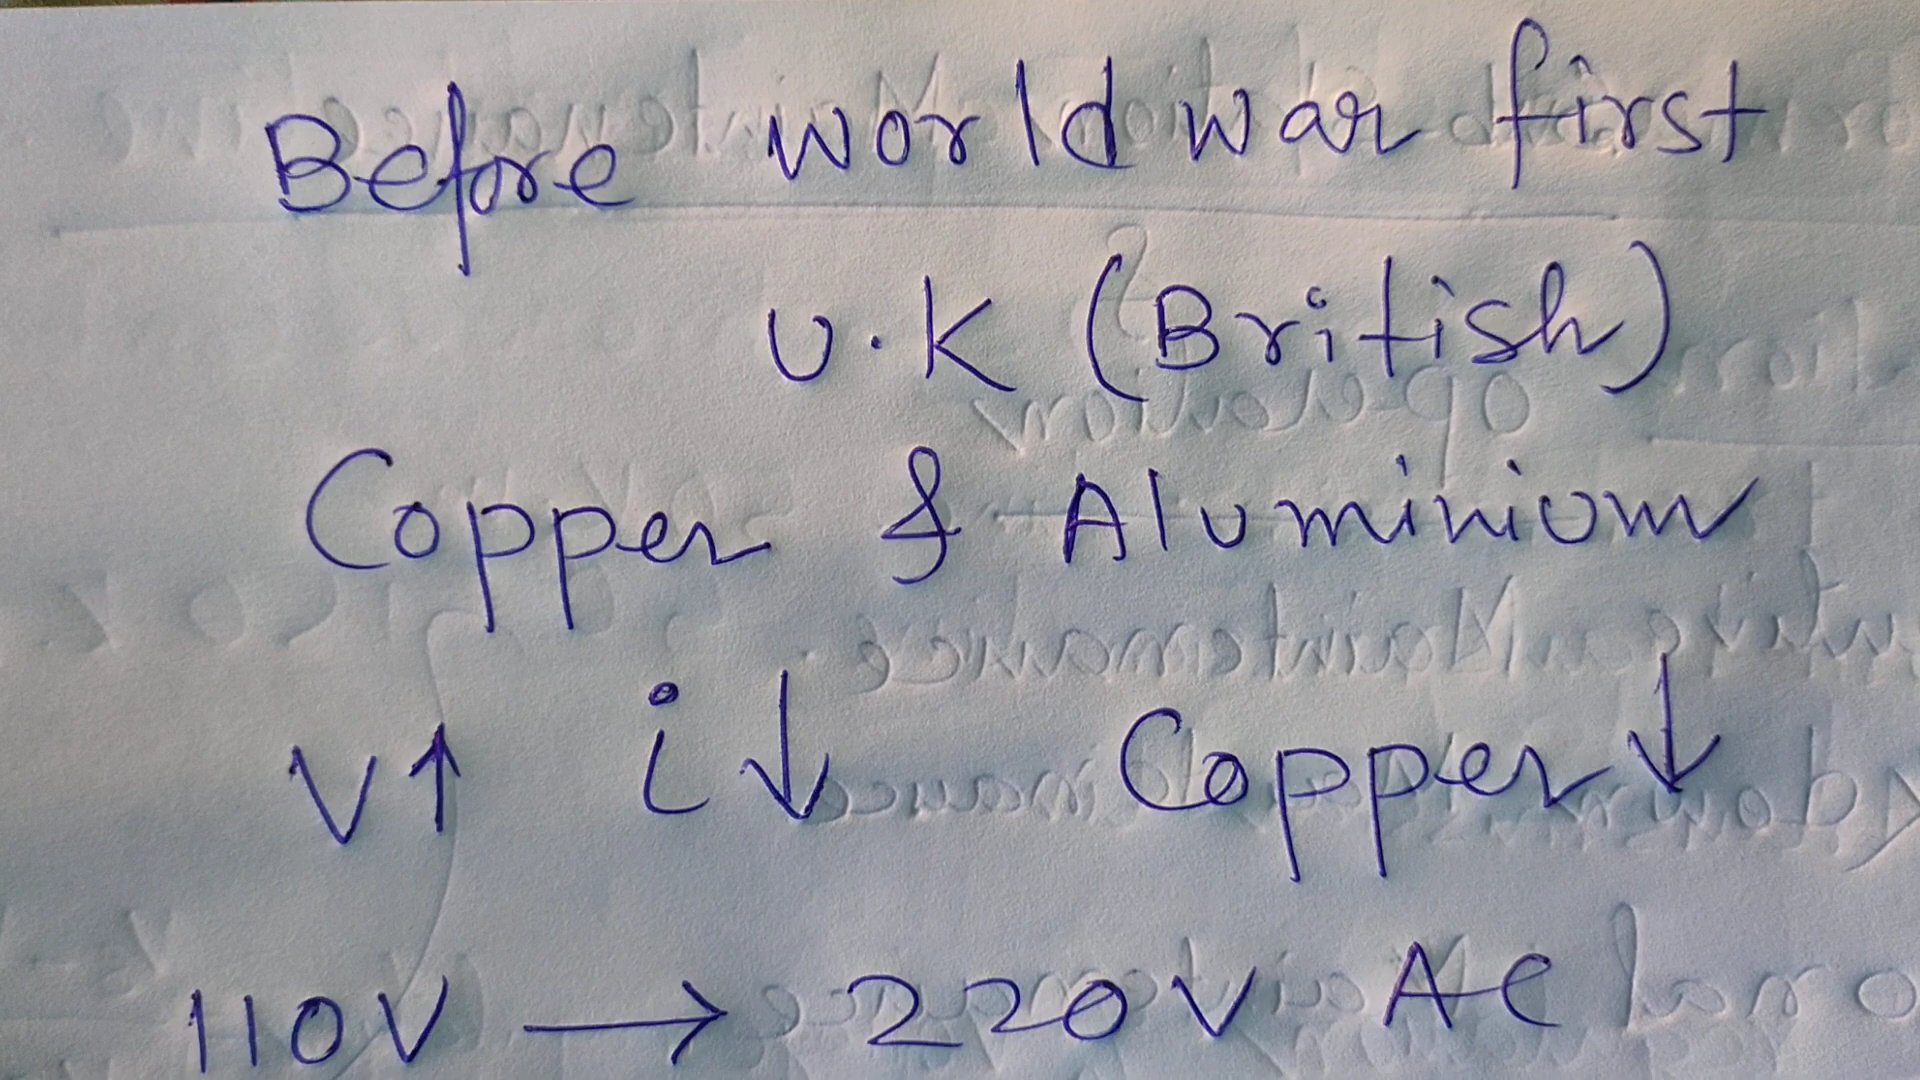 Before world war first
U.K (British)
Copper & Aluminium
V↑ i↓ Copper↓
110V → 220V AC